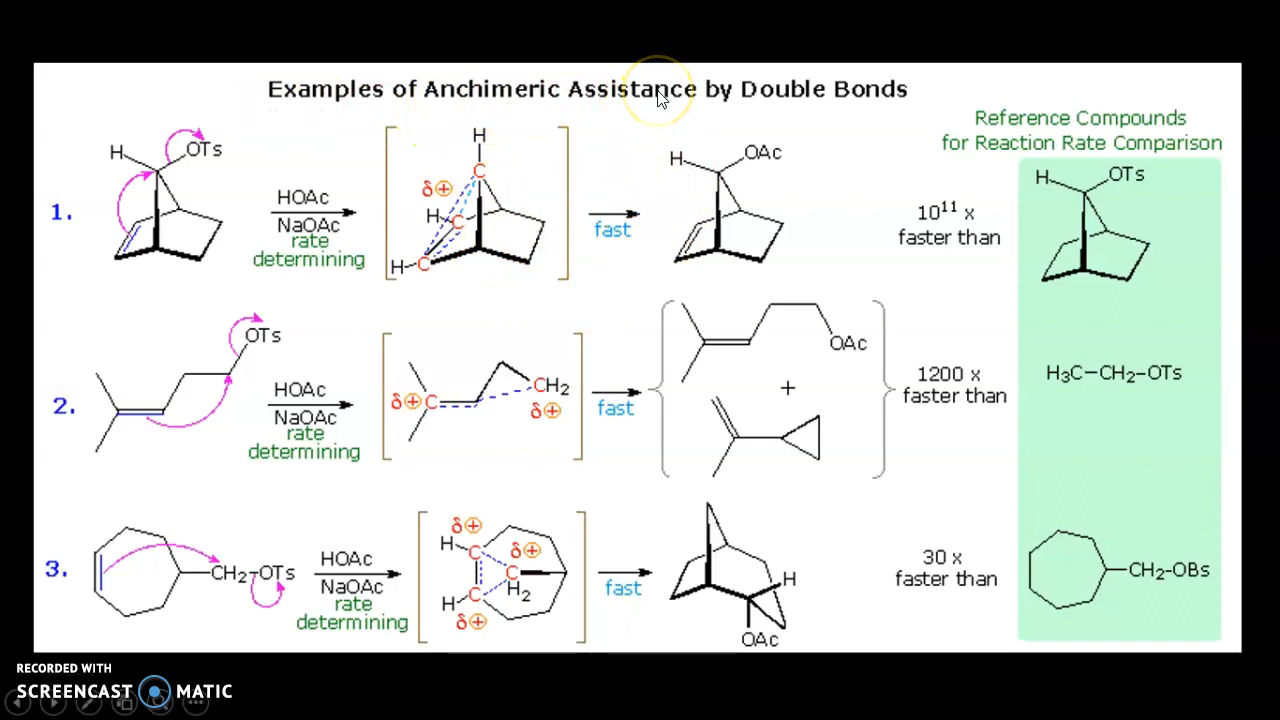 Examples of Anchimeric Assistance by Double Bonds
Reference Compounds
for Reaction Rate Comparison
1.
H
OTs
HOAc
NaOAc
rate
determining
H
C
δ⊕
H
C
H
C
fast
H
OAc
10¹¹ x
faster than
H
OTs
2.
OTs
HOAc
NaOAc
rate
determining
δ⊕
C
CH₂
δ⊕
fast
OAc
+
1200 x
faster than
H₃C−CH₂−OTs
3.
CH₂−OTs
HOAc
NaOAc
rate
determining
δ⊕
H
C
δ⊕
C
H₂
H
C
δ⊕
fast
H
OAc
30 x
faster than
CH₂-OBs
RECORDED WITH
SCREENCAST MATIC